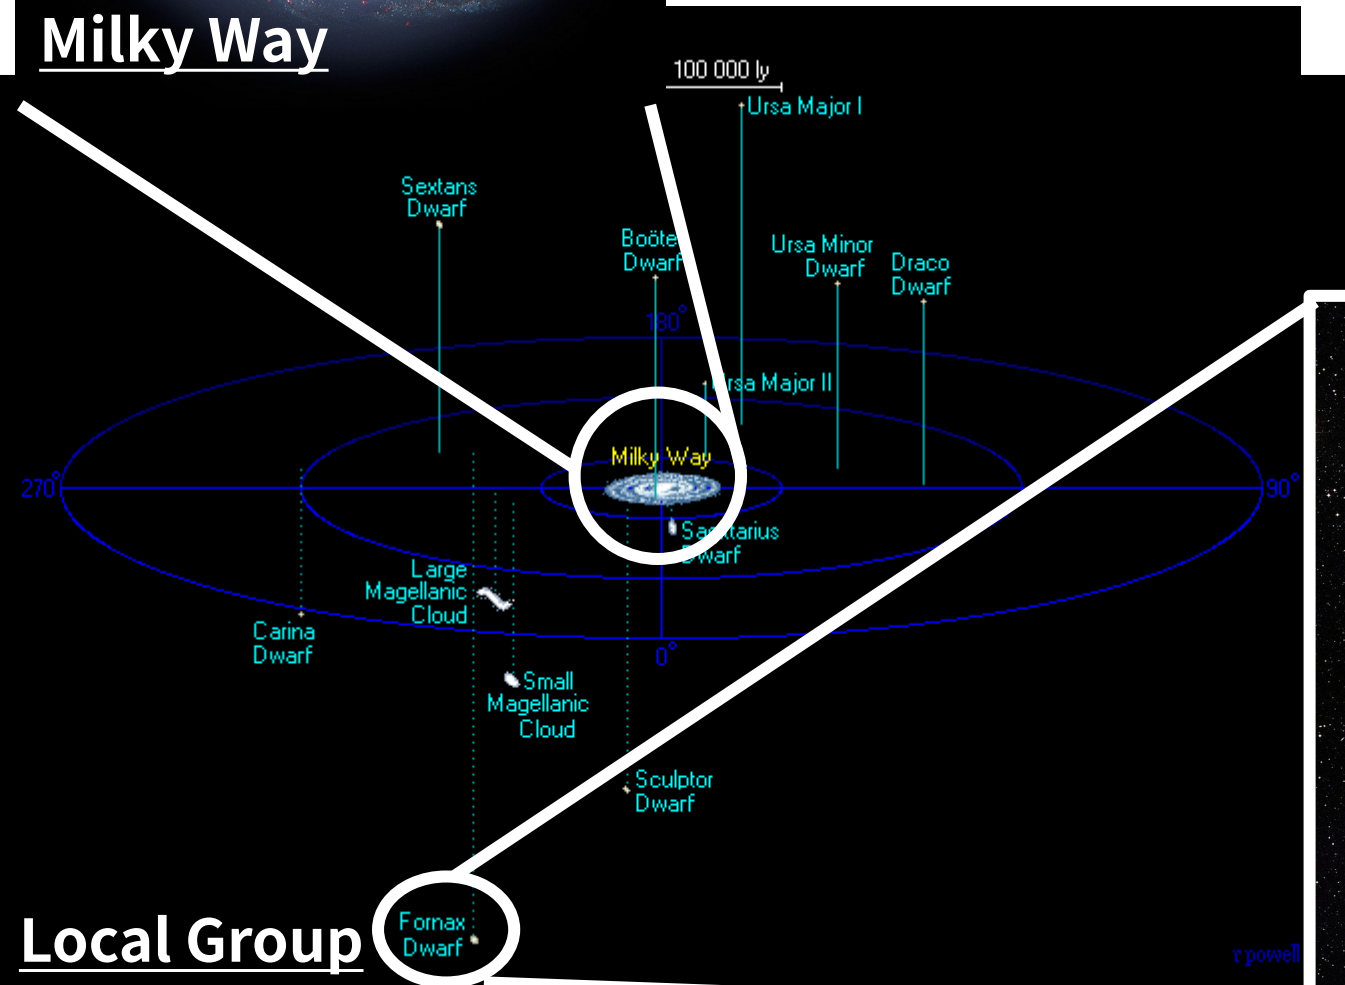 Milky Way
100 000 ly
Ursa Major I
Sextans
Dwarf
Boöte
Dwarf
Ursa Minor
Dwarf
Draco
Dwarf
180°
rsa Major II
Milky Way
270°
90°
Sagittarius
Dwarf
Large
Magellanic
Cloud
Carina
Dwarf
0°
Small
Magellanic
Cloud
Sculptor
Dwarf
Fornax
Dwarf
Local Group
r powell